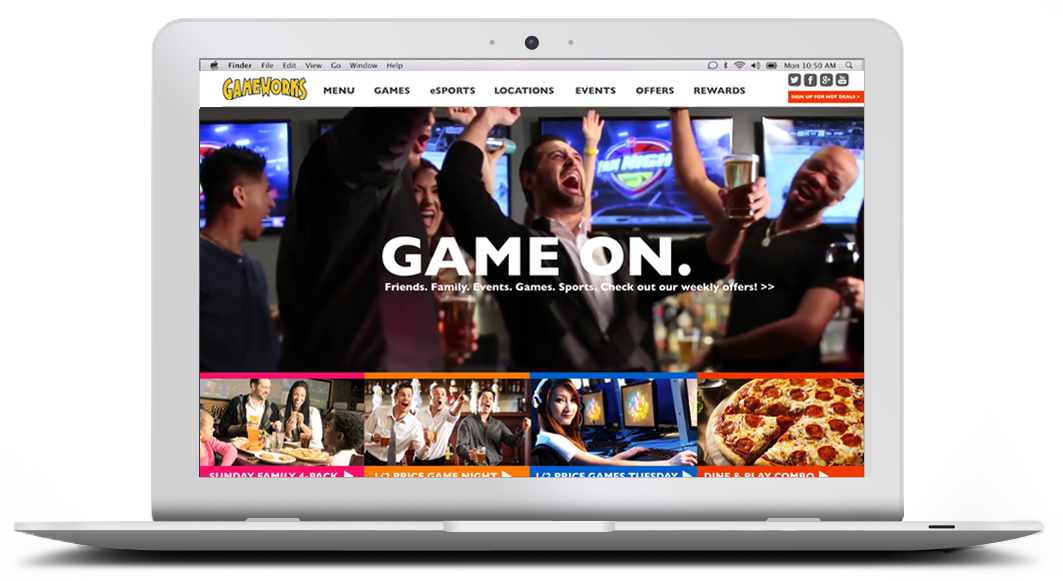 Finder File Edit View Go Window Help Mon 10:50 AM
GAMEWORKS MENU GAMES eSPORTS LOCATIONS EVENTS OFFERS REWARDS
SIGN UP FOR HOT DEALS >
FAN NIGH
GAME ON.
Friends. Family. Events. Games. Sports. Check out our weekly offers! >>
SUNDAY FAMILY 4-PACK 1/2 PRICE GAME NIGHT 1/2 PRICE GAMES TUESDAY DINE & PLAY COMBO